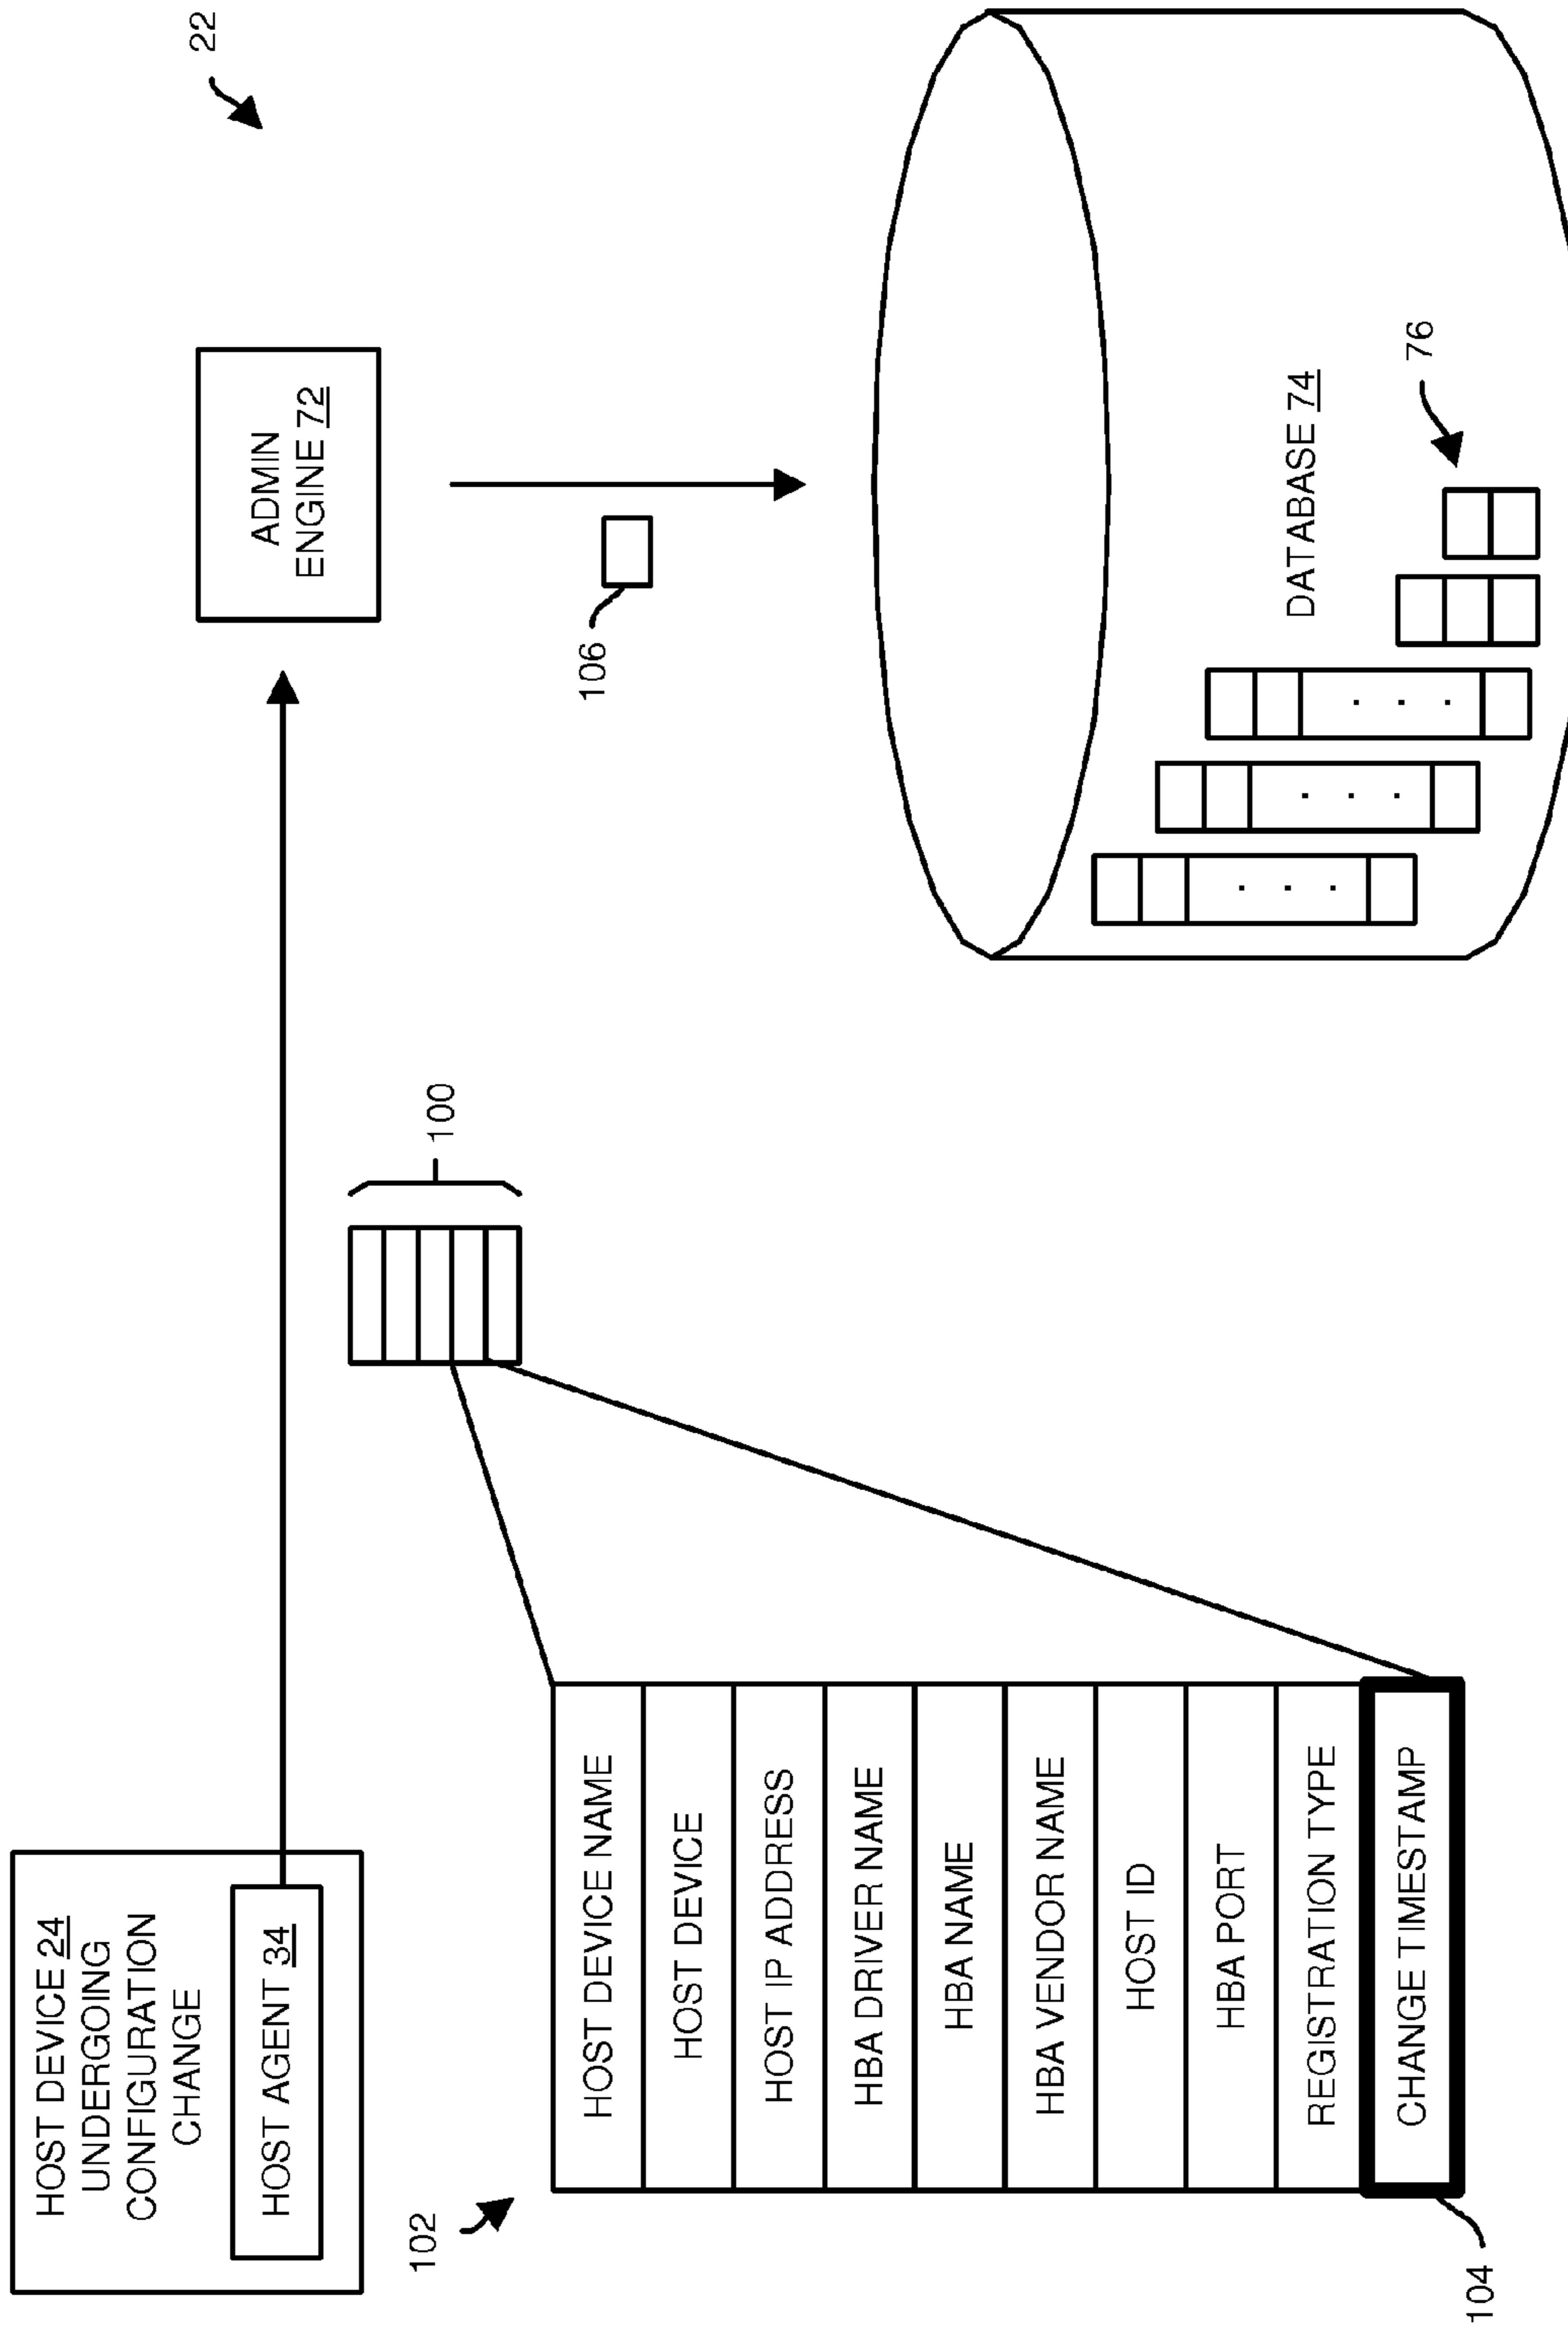 22
HOST DEVICE 24
UNDERGOING
CONFIGURATION
CHANGE
HOST AGENT 34
ADMIN
ENGINE 72
100
106
102
HOST DEVICE NAME
HOST DEVICE
HOST IP ADDRESS
HBA DRIVER NAME
HBA NAME
HBA VENDOR NAME
HOST ID
HBA PORT
REGISTRATION TYPE
CHANGE TIMESTAMP
104
DATABASE 74
76